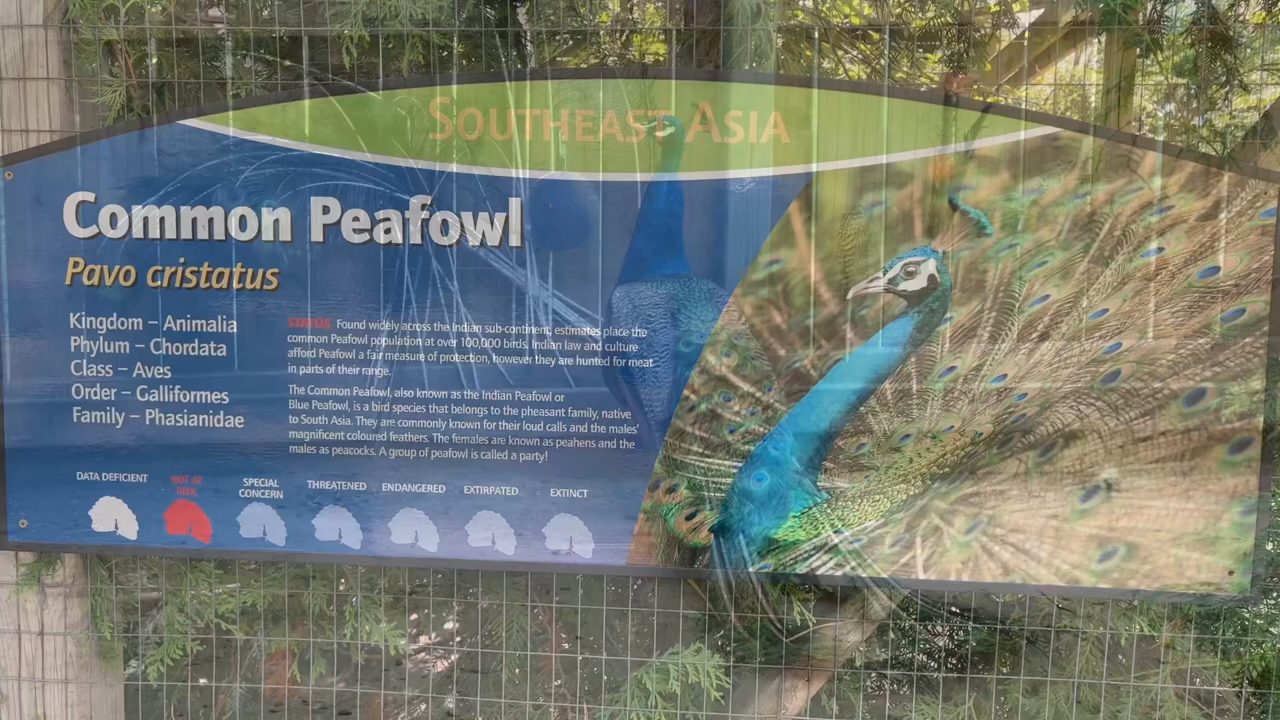 SOUTHEAST ASIA
Common Peafowl
Pavo cristatus
Kingdom – Animalia
Phylum – Chordata
Class – Aves
Order – Galliformes
Family – Phasianidae
STATUS Found widely across the Indian sub-continent, estimates place the
common Peafowl population at over 100,000 birds. Indian law and culture
afford Peafowl a fair measure of protection, however they are hunted for meat
in parts of their range.
The Common Peafowl, also known as the Indian Peafowl or
Blue Peafowl, is a bird species that belongs to the pheasant family, native
to South Asia. They are commonly known for their loud calls and the males'
magnificent coloured feathers. The females are known as peahens and the
males as peacocks. A group of peafowl is called a party!
DATA DEFICIENT
NOT AT
RISK
SPECIAL
CONCERN
THREATENED
ENDANGERED
EXTIRPATED
EXTINCT